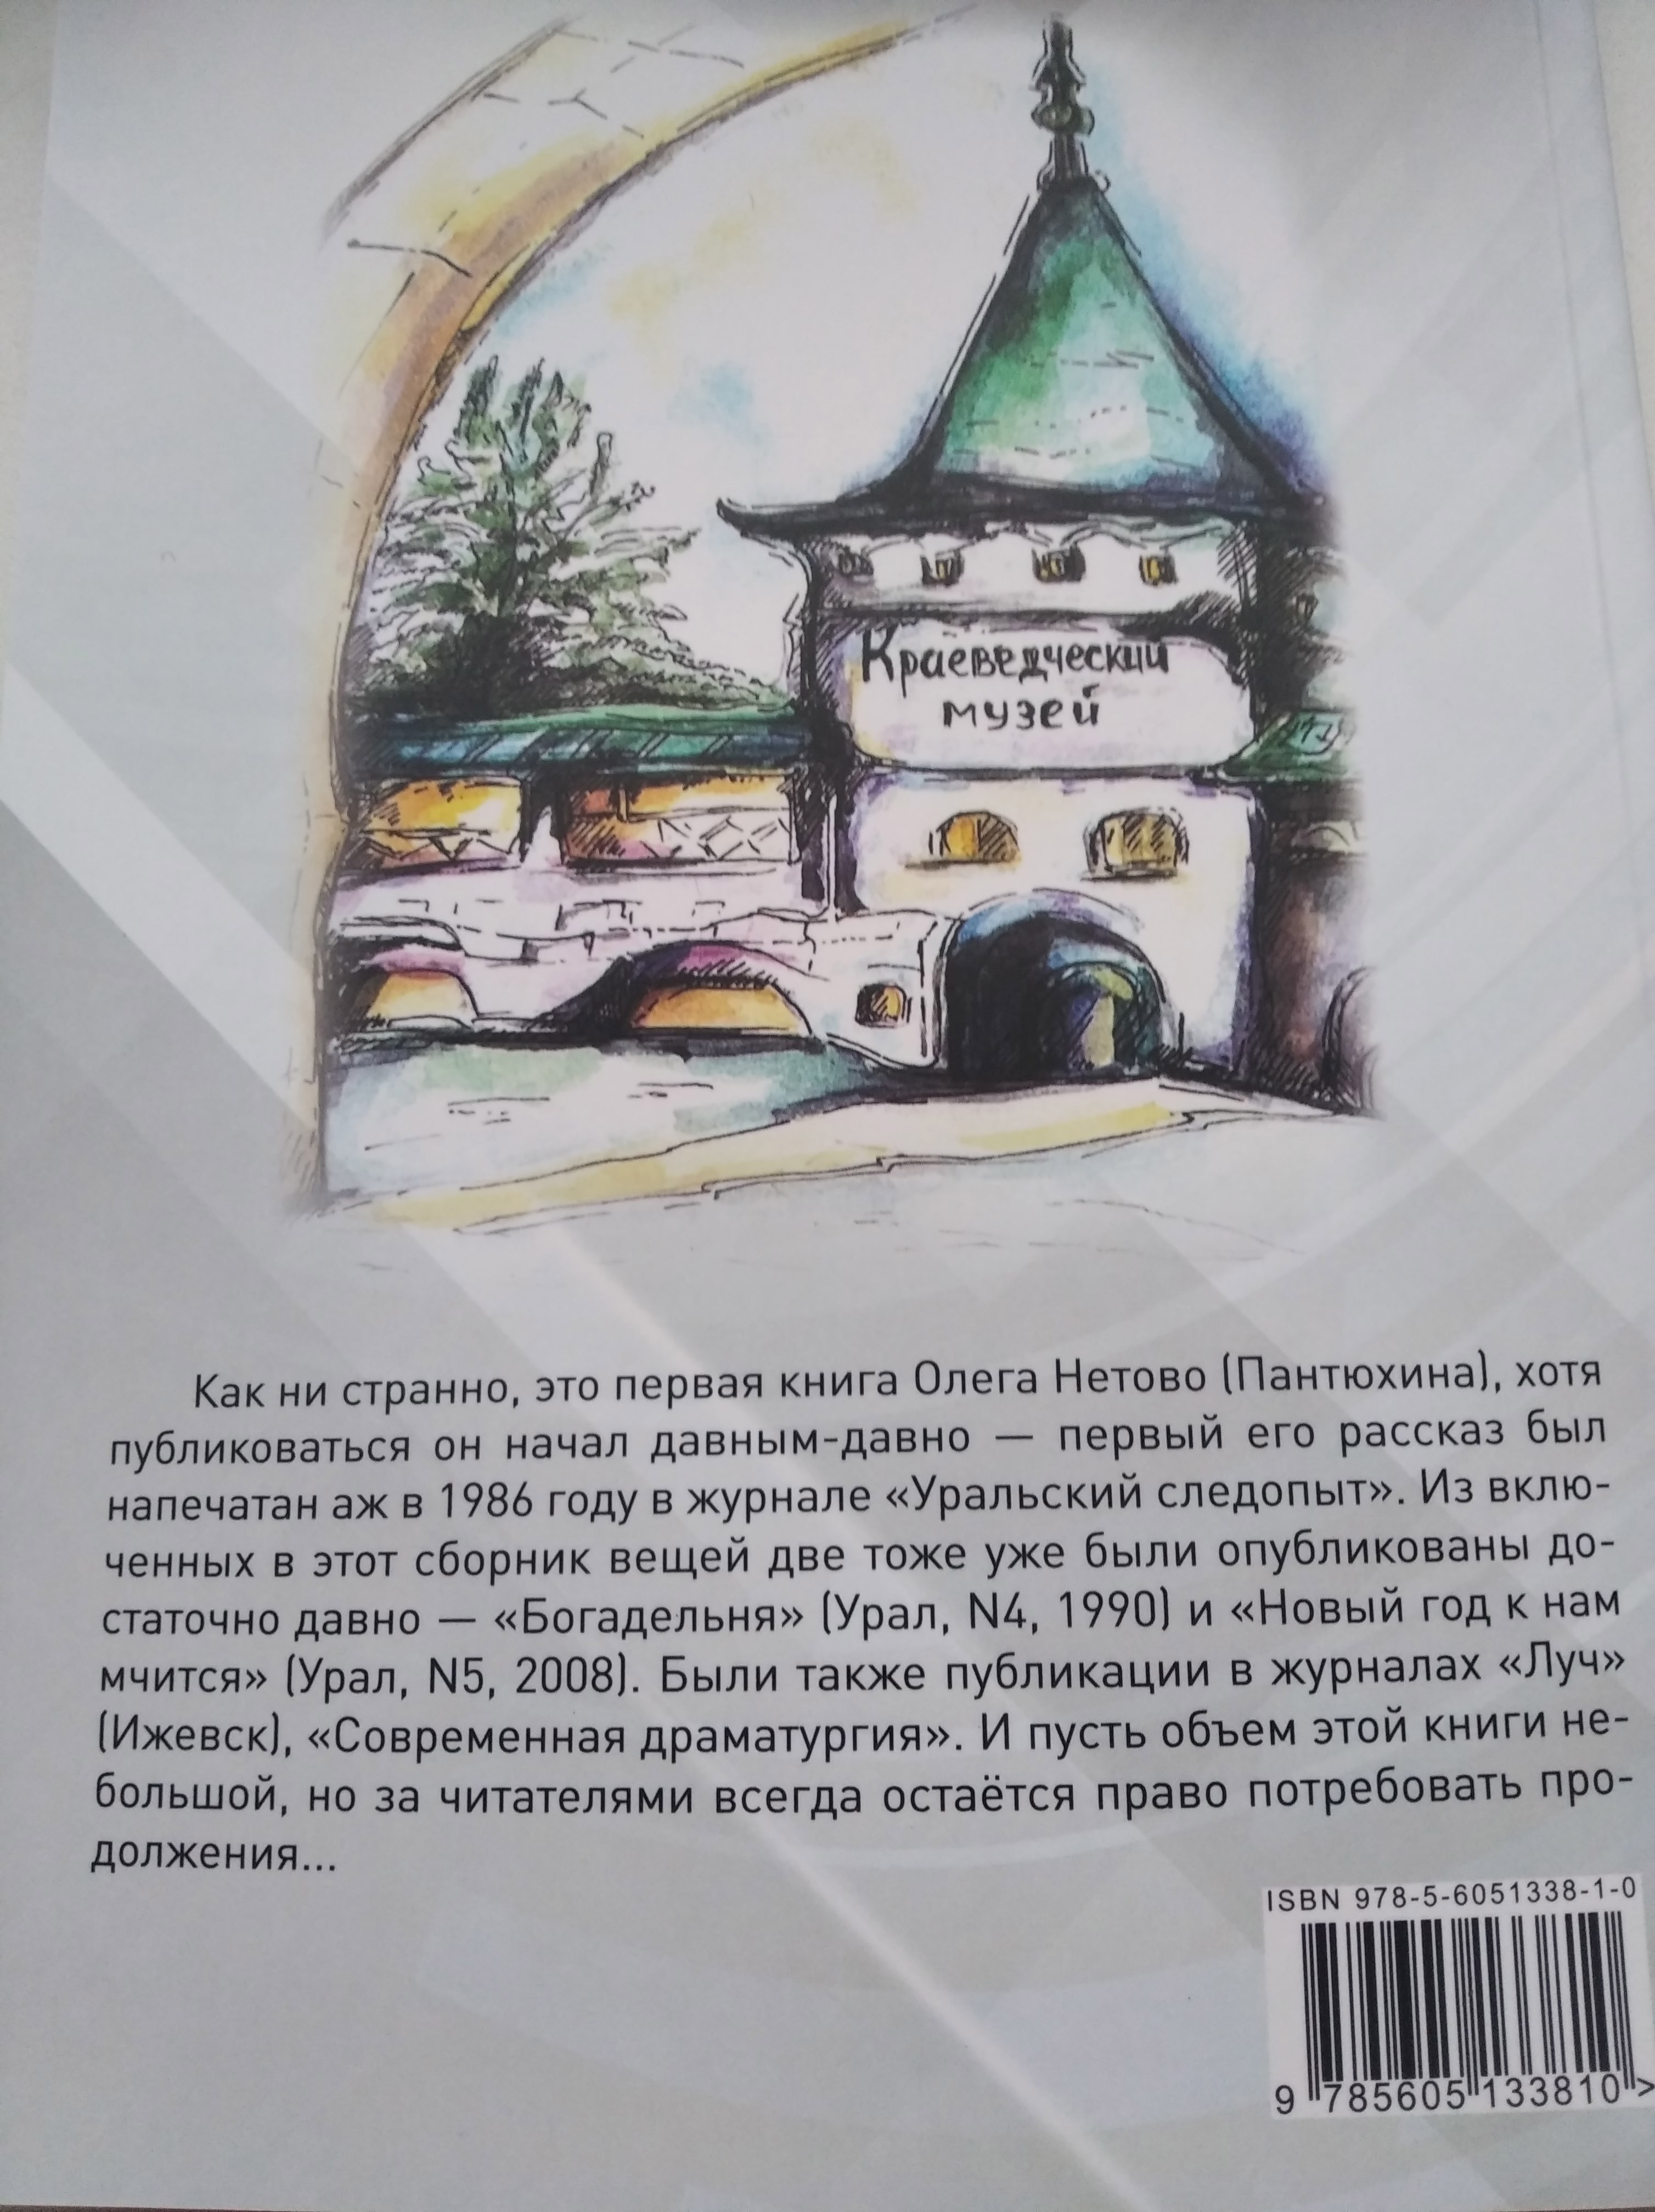 Краеведческий
музей
Как ни странно, это первая книга Олега Нетово (Пантюхина), хотя
публиковаться он начал давным-давно — первый его рассказ был
напечатан аж в 1986 году в журнале «Уральский следопыт». Из вклю-
ченных в этот сборник вещей две тоже уже были опубликованы до-
статочно давно — «Богадельня» (Урал, N4, 1990) и «Новый год к нам
мчится» (Урал, N5, 2008). Были также публикации в журналах «Луч»
(Ижевск), «Современная драматургия». И пусть объем этой книги не-
большой, но за читателями всегда остаётся право потребовать про-
должения...
ISBN 978-5-6051338-1-0
9 785605 133810 >